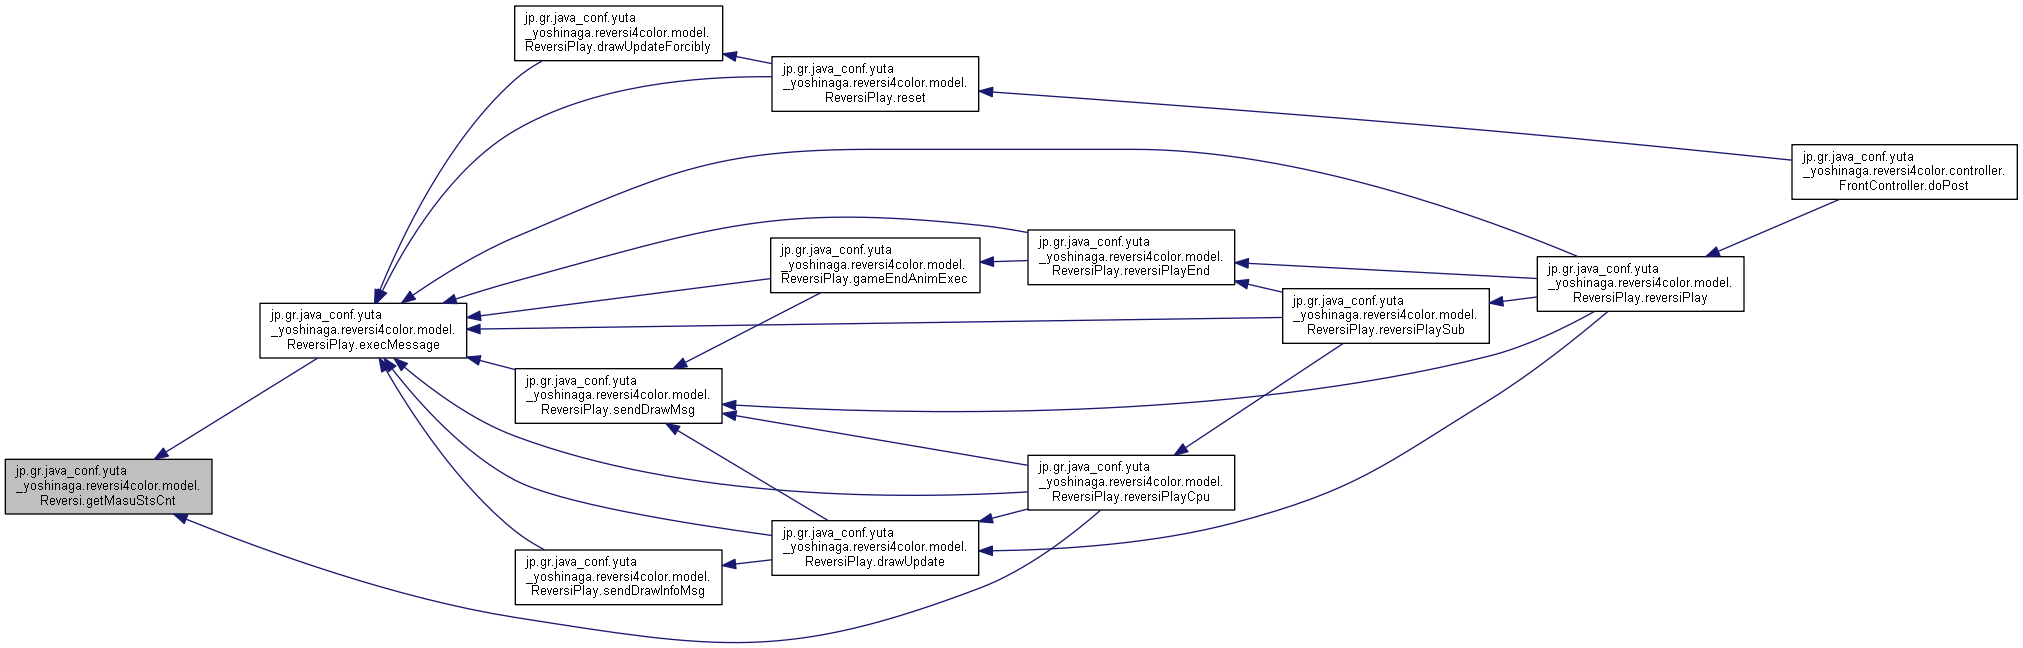 jp.gr.java_conf.yuta
_yoshinaga.reversi4color.model.
ReversiPlay.drawUpdateForcibly
jp.gr.java_conf.yuta
_yoshinaga.reversi4color.model.
ReversiPlay.reset
jp.gr.java_conf.yuta
_yoshinaga.reversi4color.controller.
FrontController.doPost
jp.gr.java_conf.yuta
_yoshinaga.reversi4color.model.
ReversiPlay.reversiPlayEnd
jp.gr.java_conf.yuta
_yoshinaga.reversi4color.model.
ReversiPlay.gameEndAnimExec
jp.gr.java_conf.yuta
_yoshinaga.reversi4color.model.
ReversiPlay.reversiPlay
jp.gr.java_conf.yuta
_yoshinaga.reversi4color.model.
ReversiPlay.reversiPlaySub
jp.gr.java_conf.yuta
_yoshinaga.reversi4color.model.
ReversiPlay.execMessage
jp.gr.java_conf.yuta
_yoshinaga.reversi4color.model.
ReversiPlay.sendDrawMsg
jp.gr.java_conf.yuta
_yoshinaga.reversi4color.model.
Reversi.getMasuStsCnt
jp.gr.java_conf.yuta
_yoshinaga.reversi4color.model.
ReversiPlay.reversiPlayCpu
jp.gr.java_conf.yuta
_yoshinaga.reversi4color.model.
ReversiPlay.drawUpdate
jp.gr.java_conf.yuta
_yoshinaga.reversi4color.model.
ReversiPlay.sendDrawInfoMsg